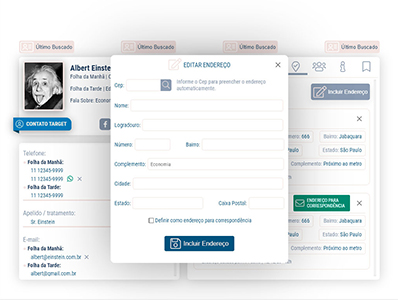 Último Buscado
Último Buscado
Último Buscado
Último Buscado
Albert Einstein
Folha da Manhã | C
Folha da Tarde | Ed
Fala Sobre: Econom
CONTATO TARGET
Telefone:
Folha da Manhã:
11 12345-9999
11 12345-9999
Folha da Tarde:
11 12345-9999
Apelido / tratamento:
Sr. Einstein
E-mail:
Folha da Manhã:
albert@einstein.com.br
Folha da Tarde:
albert@gmail.com.br
EDITAR ENDEREÇO
Cep:
Informe o Cep para preencher o endereço
automaticamente.
Nome:
Logradouro:
Número:
Bairro:
Complemento:
Economia
Cidade:
Estado:
Caixa Postal:
Definir como endereço para correspondência
Incluir Endereço
Incluir Endereço
Número: 666
Bairro: Jabaquara
Estado: São Paulo
Complemento: Próximo ao metro
ENDEREÇO PARA
CORRESPONDÊNCIA
Número: 666
Bairro: Jabaquara
Estado: São Paulo
Complemento: Próximo ao metro